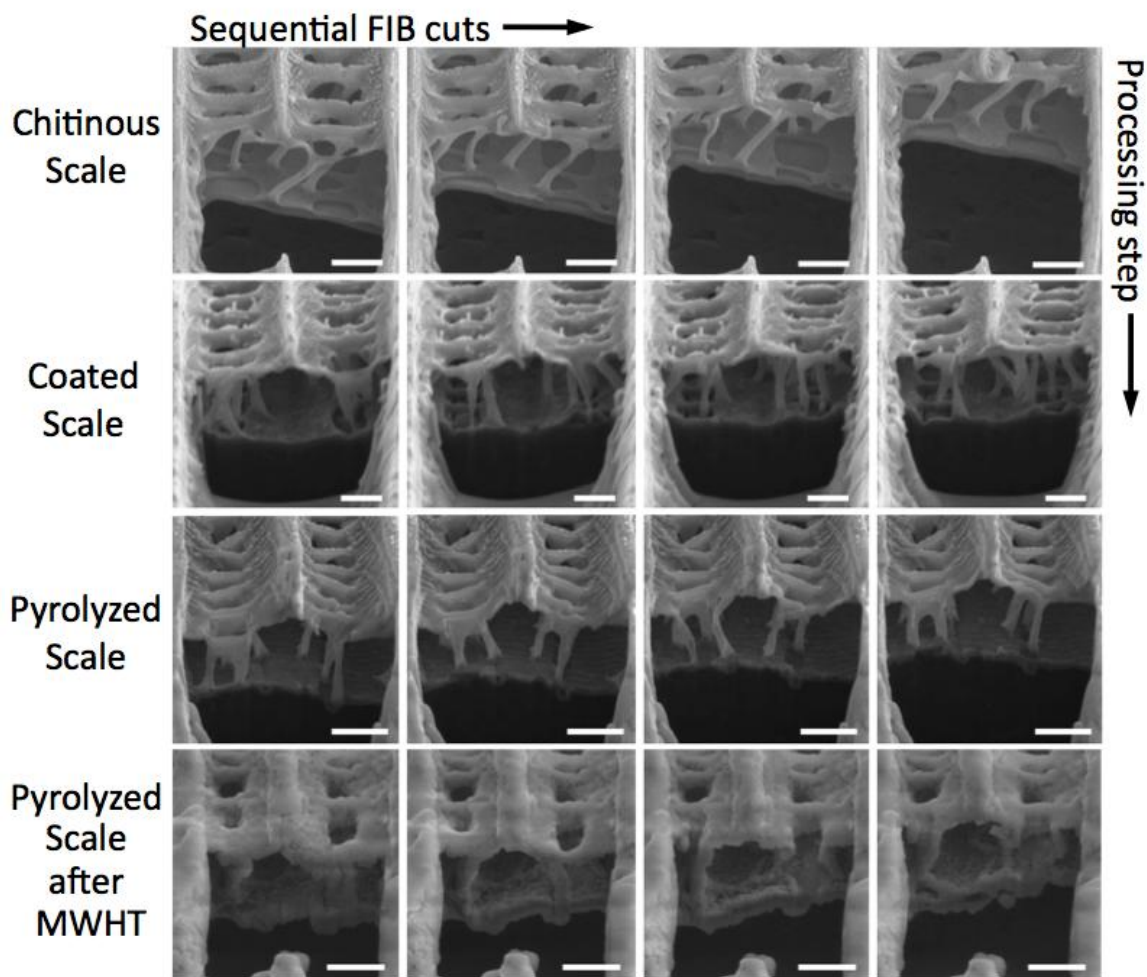 Sequential FIB cuts
Processing step
Chitinous
Scale
Coated
Scale
Pyrolyzed
Scale
Pyrolyzed
Scale
after
MWHT